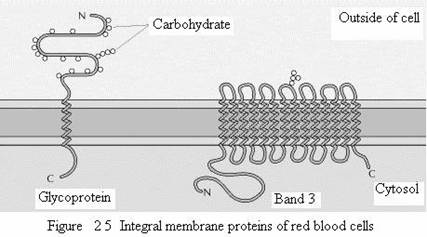 N
Carbohydrate
Outside of cell
C
Glycoprotein
N
Band 3
C
Cytosol
Figure 2 5 Integral membrane proteins of red blood cells